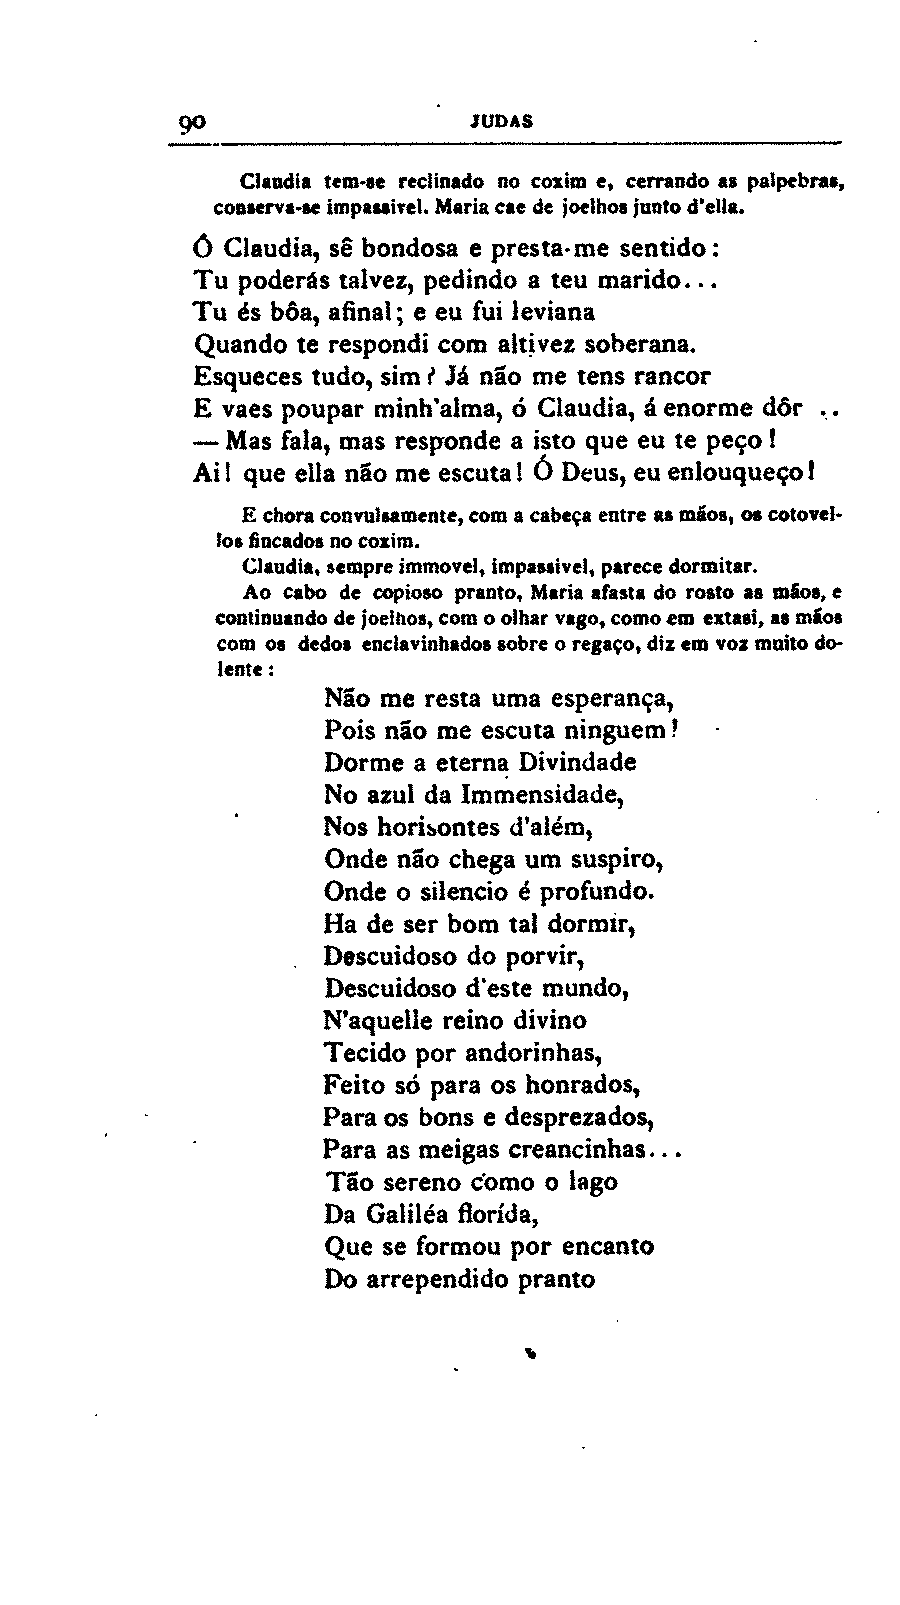 90 JUDAS
Claudia tem-se reclinado no coxim e, cerrando as palpebras,
conserva-se impassivel. Maria cae de joelhos junto d'ella.
Ó Claudia, sê bondosa e presta-me sentido:
Tu poderás talvez, pedindo a teu marido...
Tu és bôa, afinal; e eu fui leviana
Quando te respondi com altivez soberana.
Esqueces tudo, sim? Já não me tens rancor
E vaes poupar minh'alma, ó Claudia, á enorme dôr ..
— Mas fala, mas responde a isto que eu te peço!
Ai! que ella não me escuta! Ó Deus, eu enlouqueço!
E chora convulsamente, com a cabeça entre as mãos, os cotovel-
los fincados no coxim.
Claudia, sempre immovel, impassivel, parece dormitar.
Ao cabo de copioso pranto, Maria afasta do rosto as mãos, e
continuando de joelhos, com o olhar vago, como em extasi, as mãos
com os dedos enclavinhados sobre o regaço, diz em voz muito do-
lente:
Não me resta uma esperança,
Pois não me escuta ninguem!
Dorme a eterna Divindade
No azul da Immensidade,
Nos horisontes d'além,
Onde não chega um suspiro,
Onde o silencio é profundo.
Ha de ser bom tal dormir,
Descuidoso do porvir,
Descuidoso d'este mundo,
N'aquelle reino divino
Tecido por andorinhas,
Feito só para os honrados,
Para os bons e desprezados,
Para as meigas creancinhas...
Tão sereno como o lago
Da Galiléa florída,
Que se formou por encanto
Do arrependido pranto